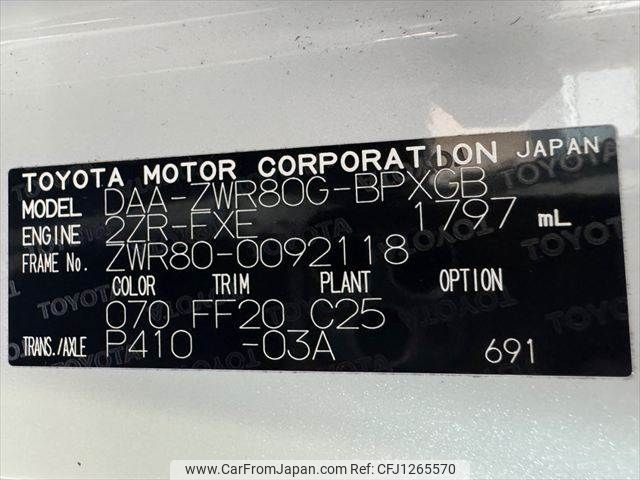 TOYOTA MOTOR CORPORATION JAPAN
MODEL DAA-ZWR80G-BPXGB
ENGINE 2ZR-FXE 1797 mL
FRAME No. ZWR80-0092118
COLOR TRIM PLANT OPTION
070 FF20 C25
TRANS./AXLE P410 -03A 691
www.CarFromJapan.com | Ref.No CFJ1265570